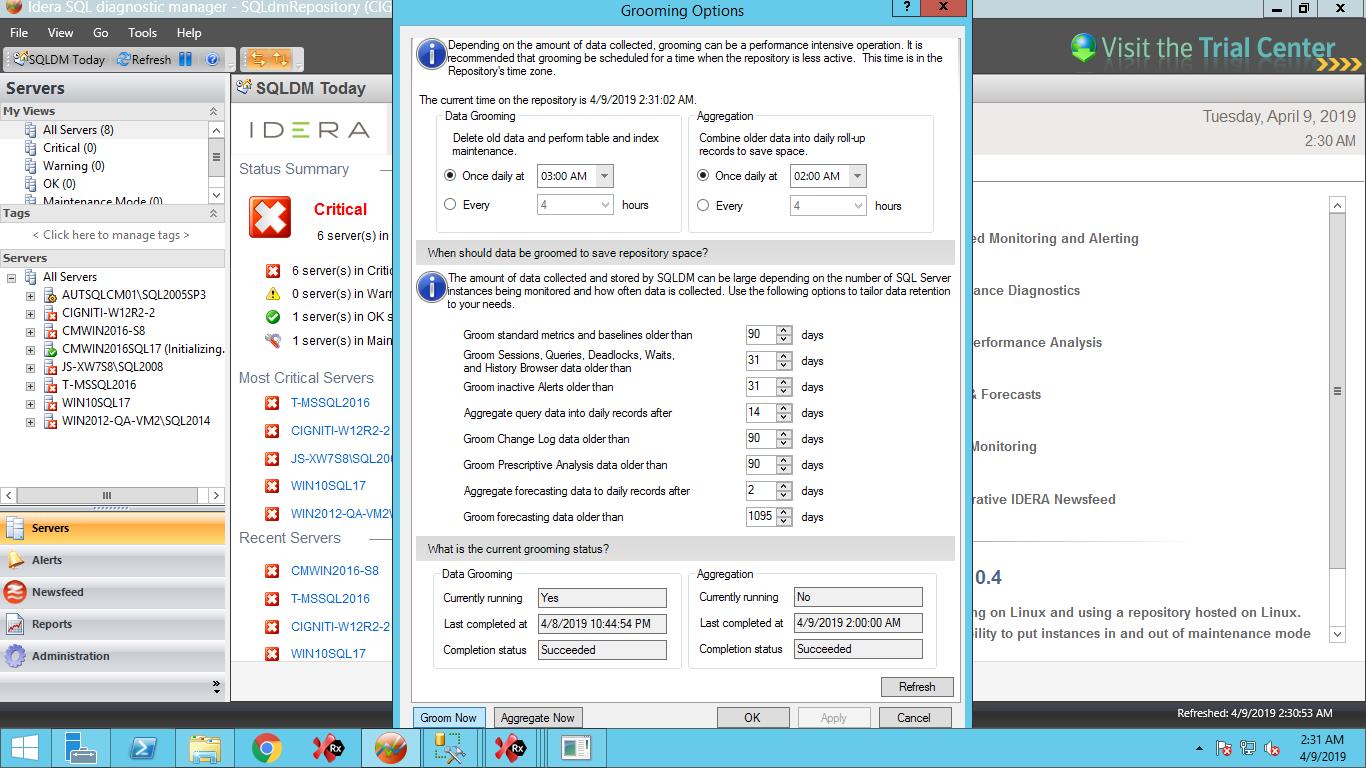 Idera SQL diagnostic manager - SQLdmRepository (CIG
File View Go Tools Help
SQLDM Today Refresh
Visit the Trial Center
Servers
My Views
All Servers (8)
Critical (0)
Warning (0)
OK (0)
Maintenance Mode (0)
Tags
< Click here to manage tags >
Servers
All Servers
AUTSQLCM01\SQL2005SP3
CIGNITI-W12R2-2
CMWIN2016-S8
CMWIN2016SQL17 (Initializing.
JS-XW7S8\SQL2008
T-MSSQL2016
WIN10SQL17
WIN2012-QA-VM2\SQL2014
Servers
Alerts
Newsfeed
Reports
Administration
SQLDM Today
IDERA
Status Summary
Critical
6 server(s) in
6 server(s) in Critic
0 server(s) in Warr
1 server(s) in OK s
1 server(s) in Main
Most Critical Servers
T-MSSQL2016
CIGNITI-W12R2-2
JS-XW7S8\SQL200
WIN10SQL17
WIN2012-QA-VM2\
Recent Servers
CMWIN2016-S8
T-MSSQL2016
CIGNITI-W12R2-2
WIN10SQL17
Grooming Options
? X
Depending on the amount of data collected, grooming can be a performance intensive operation. It is
recommended that grooming be scheduled for a time when the repository is less active. This time is in the
Repository's time zone.
The current time on the repository is 4/9/2019 2:31:02 AM.
Data Grooming
Delete old data and perform table and index
maintenance.
Once daily at 03:00 AM
Every 4 hours
Aggregation
Combine older data into daily roll-up
records to save space.
Once daily at 02:00 AM
Every 4 hours
When should data be groomed to save repository space?
The amount of data collected and stored by SQLDM can be large depending on the number of SQL Server
instances being monitored and how often data is collected. Use the following options to tailor data retention
to your needs.
Groom standard metrics and baselines older than 90 days
Groom Sessions, Queries, Deadlocks, Waits,
and History Browser data older than 31 days
Groom inactive Alerts older than 31 days
Aggregate query data into daily records after 14 days
Groom Change Log data older than 90 days
Groom Prescriptive Analysis data older than 90 days
Aggregate forecasting data to daily records after 2 days
Groom forecasting data older than 1095 days
What is the current grooming status?
Data Grooming
Currently running Yes
Last completed at 4/8/2019 10:44:54 PM
Completion status Succeeded
Aggregation
Currently running No
Last completed at 4/9/2019 2:00:00 AM
Completion status Succeeded
Refresh
Groom Now Aggregate Now OK Apply Cancel
Tuesday, April 9, 2019
2:30 AM
ed Monitoring and Alerting
ance Diagnostics
erformance Analysis
& Forecasts
Monitoring
rative IDERA Newsfeed
0.4
ng on Linux and using a repository hosted on Linux.
ility to put instances in and out of maintenance mode
Refreshed: 4/9/2019 2:30:53 AM
Rx
Rx
2:31 AM
4/9/2019